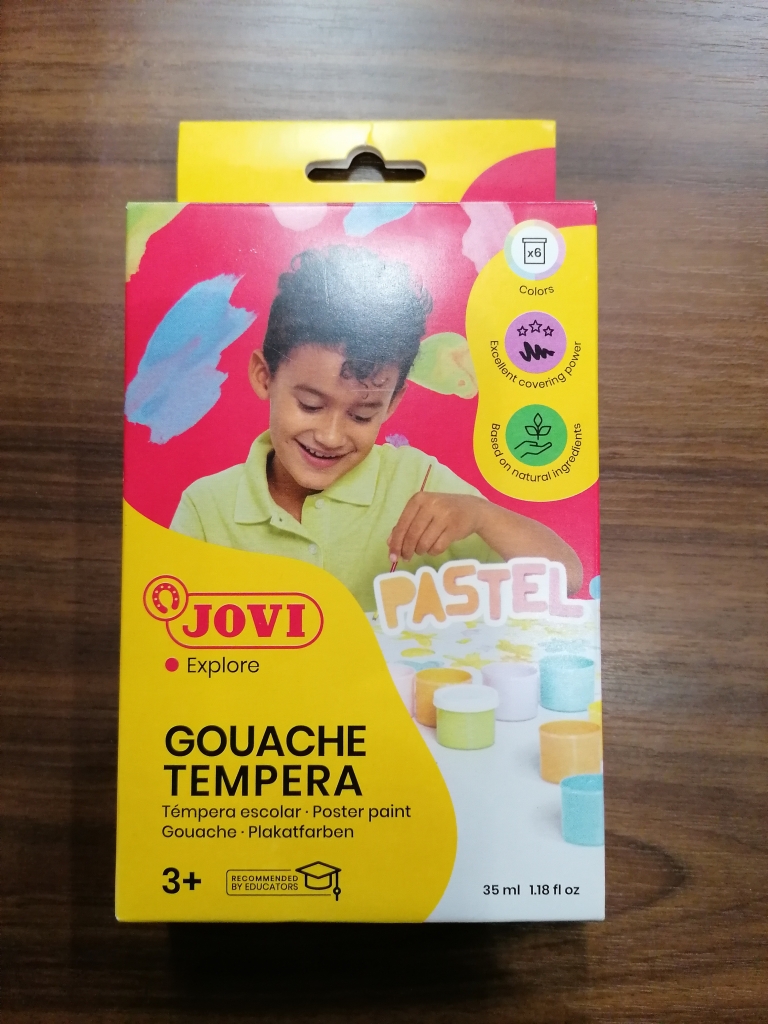 x6
Colors
Excellent covering power
Based on natural ingredients
PASTEL
JOVI
Explore
GOUACHE
TEMPERA
Témpera escolar · Poster paint
Gouache · Plakatfarben
3+
RECOMMENDED
BY EDUCATORS
35 ml 1.18 fl oz